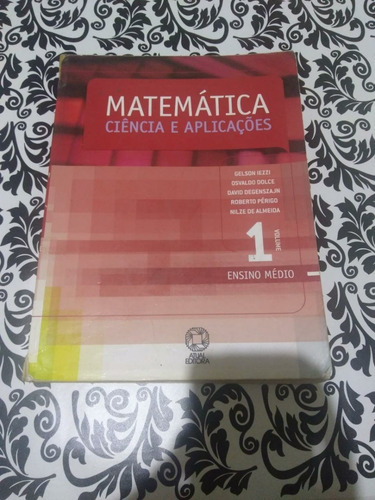 MATEMÁTICA
CIÊNCIA E APLICAÇÕES
GELSON IEZZI
OSVALDO DOLCE
DAVID DEGENSZAJN
ROBERTO PÉRIGO
NILZE DE ALMEIDA
1
VOLUME
ENSINO MÉDIO
ATUAL
EDITORA